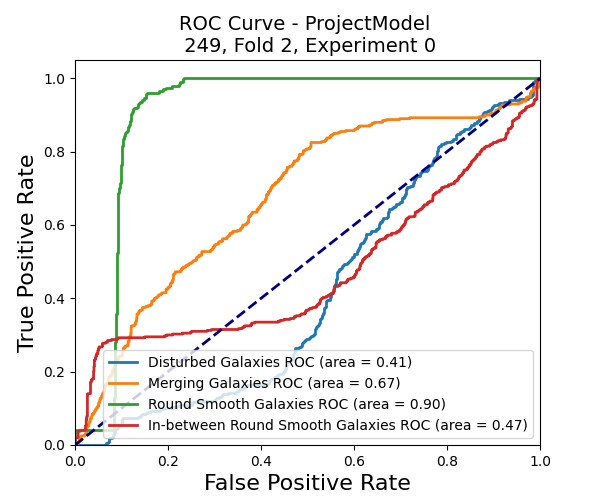 ROC Curve - ProjectModel
249, Fold 2, Experiment 0
True Positive Rate
1.0
0.8
0.6
0.4
0.2
0.0
Disturbed Galaxies ROC (area = 0.41)
Merging Galaxies ROC (area = 0.67)
Round Smooth Galaxies ROC (area = 0.90)
In-between Round Smooth Galaxies ROC (area = 0.47)
0.0 0.2 0.4 0.6 0.8 1.0
False Positive Rate